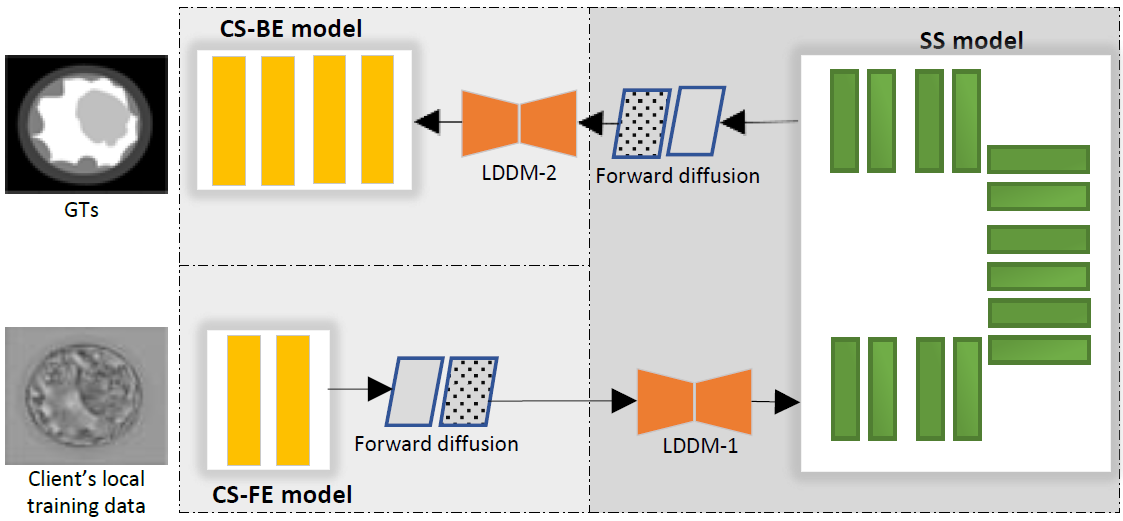 CS-BE model
SS model
LDDM-2
Forward diffusion
GTs
Forward diffusion
LDDM-1
CS-FE model
Client's local
training data